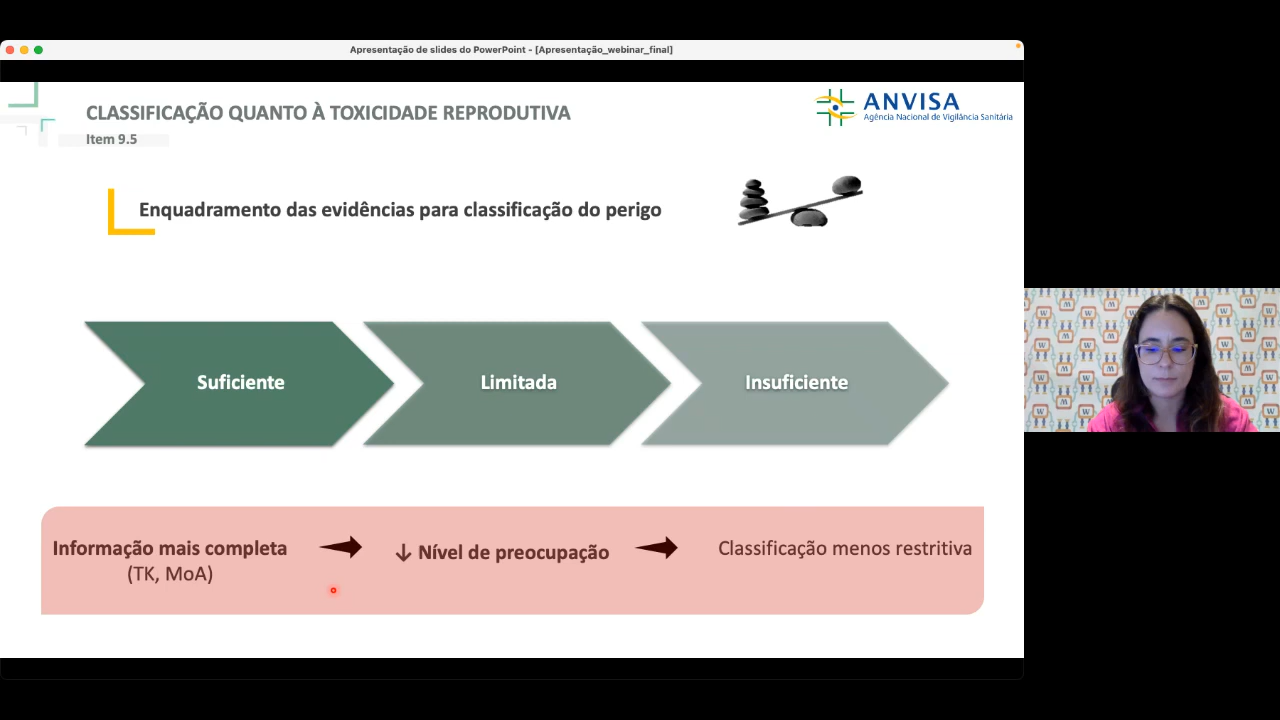 Apresentação de slides do PowerPoint - [Apresentação_webinar_final]
CLASSIFICAÇÃO QUANTO À TOXICIDADE REPRODUTIVA
Item 9.5
ANVISA
Agência Nacional de Vigilância Sanitária
Enquadramento das evidências para classificação do perigo
Suficiente
Limitada
Insuficiente
Informação mais completa
(TK, MoA)
↓ Nível de preocupação
Classificação menos restritiva